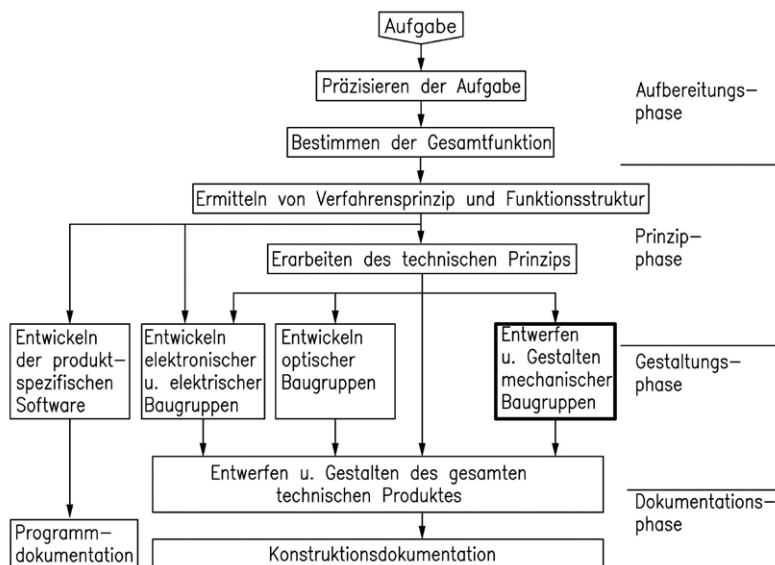 Aufgabe
Präzisieren der Aufgabe
Aufbereitungs-
phase
Bestimmen der Gesamtfunktion
Ermitteln von Verfahrensprinzip und Funktionsstruktur
Prinzip-
phase
Erarbeiten des technischen Prinzips
Entwickeln
der produkt-
spezifischen
Software
Entwickeln
elektronischer
u. elektrischer
Baugruppen
Entwickeln
optischer
Baugruppen
Entwerfen
u. Gestalten
mechanischer
Baugruppen
Gestaltungs-
phase
Entwerfen u. Gestalten des gesamten
technischen Produktes
Dokumentations-
phase
Programm-
dokumentation
Konstruktionsdokumentation